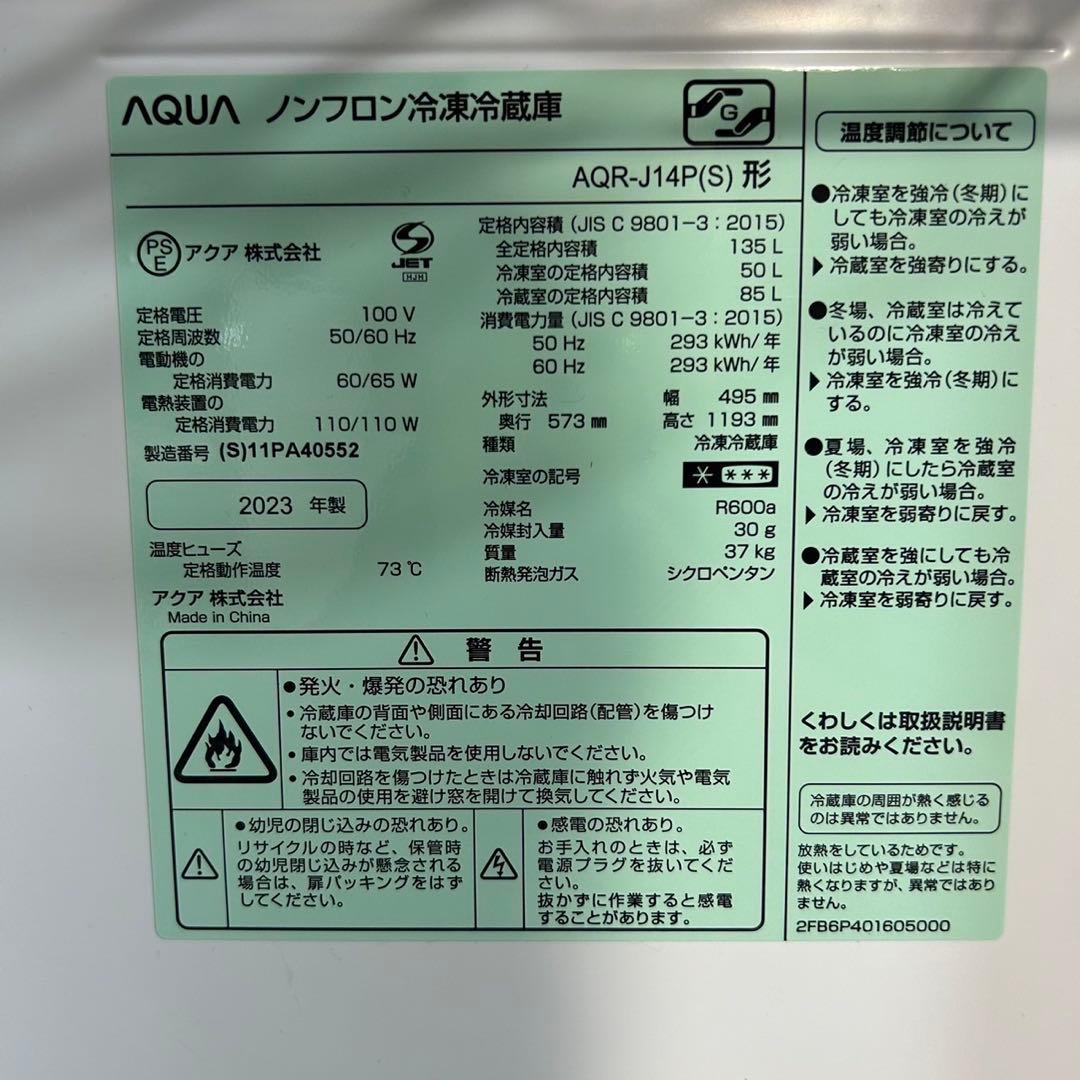 AQUA ノンフロン冷凍冷蔵庫
G
AQR-J14P(S) 形
PS
E
アクア 株式会社
S
JET
HJH
定格電圧 100 V
定格周波数 50/60 Hz
電動機の
定格消費電力 60/65 W
電熱装置の
定格消費電力 110/110 W
製造番号 (S)11PA40552
2023 年製
温度ヒューズ
定格動作温度 73 ℃
アクア 株式会社
Made in China
定格内容積 (JIS C 9801-3 : 2015)
全定格内容積 135 L
冷凍室の定格内容積 50 L
冷蔵室の定格内容積 85 L
消費電力量 (JIS C 9801-3 : 2015)
50 Hz 293 kWh/年
60 Hz 293 kWh/年
外形寸法 幅 495 ㎜
奥行 573 ㎜ 高さ 1193 ㎜
種類 冷凍冷蔵庫
冷凍室の記号 * ***
冷媒名 R600a
冷媒封入量 30 g
質量 37 kg
断熱発泡ガス シクロペンタン
⚠ 警告
●発火・爆発の恐れあり
・冷蔵庫の背面や側面にある冷却回路(配管)を傷つけ
ないでください。
・庫内では電気製品を使用しないでください。
・冷却回路を傷つけたときは冷蔵庫に触れず火気や電気
製品の使用を避け窓を開けて換気してください。
●幼児の閉じ込みの恐れあり。
リサイクルの時など、保管時
の幼児閉じ込みが懸念される
場合は、扉パッキングをはず
してください。
●感電の恐れあり。
お手入れのときは、必ず
電源プラグを抜いてくだ
さい。
抜かずに作業すると感電
することがあります。
温度調節について
●冷凍室を強冷(冬期)に
しても冷凍室の冷えが
弱い場合。
▶冷蔵室を強寄りにする。
●冬場、冷蔵室は冷えて
いるのに冷凍室の冷え
が弱い場合。
▶冷凍室を強冷(冬期)に
する。
●夏場、冷凍室を強冷
(冬期)にしたら冷蔵室
の冷えが弱い場合。
▶冷凍室を弱寄りに戻す。
●冷蔵室を強にしても冷
蔵室の冷えが弱い場合。
▶冷凍室を弱寄りに戻す。
くわしくは取扱説明書
をお読みください。
冷蔵庫の周囲が熱く感じる
のは異常ではありません。
放熱をしているためです。
使いはじめや夏場などは特に
熱くなりますが、異常ではあり
ません。
2FB6P401605000